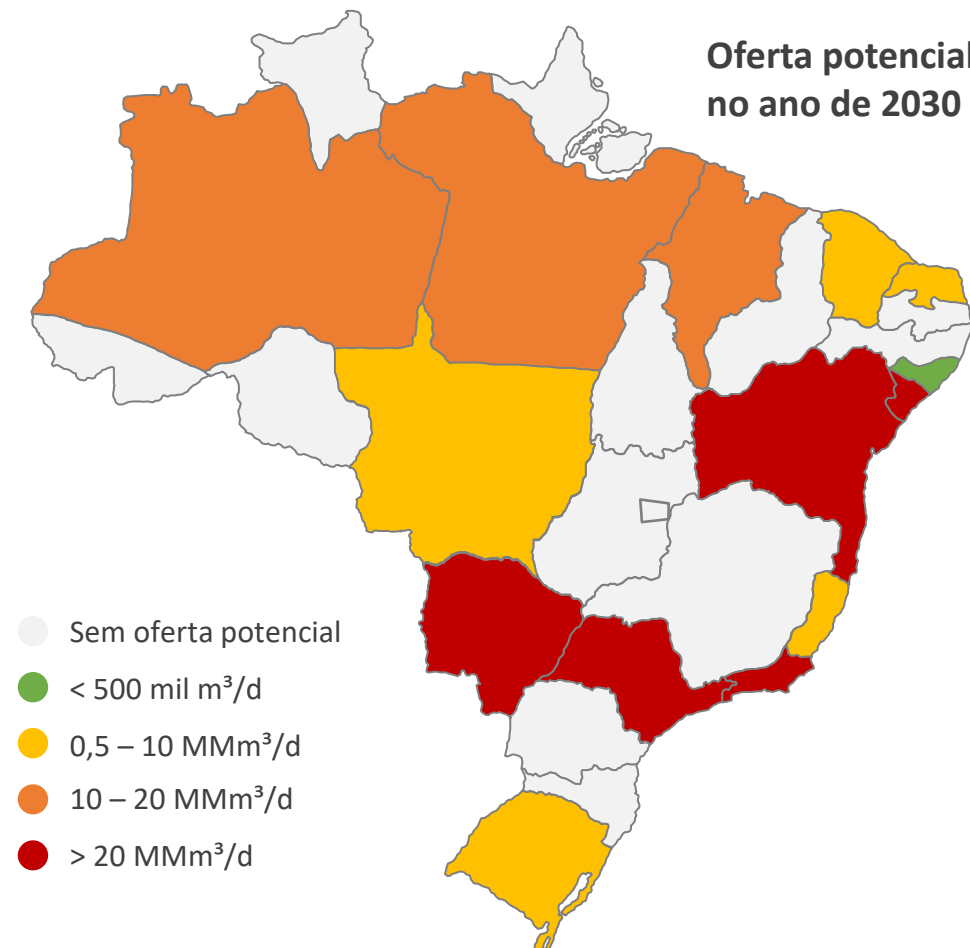 Oferta potencial
no ano de 2030
Sem oferta potencial
< 500 mil m³/d
0,5 – 10 MMm³/d
10 – 20 MMm³/d
> 20 MMm³/d